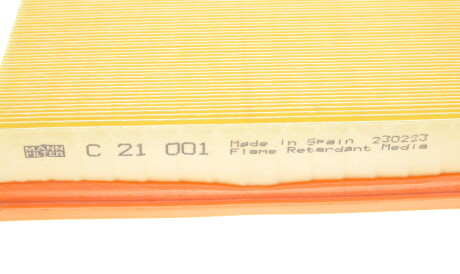 MANN
FILTER
C 21 001
Made in Spain 230223
Flame Retardant Media